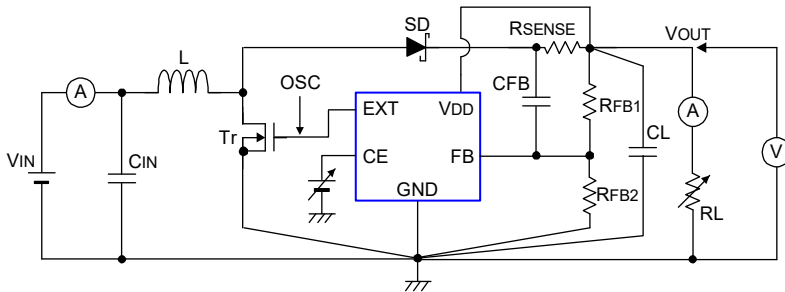 SD
RSENSE
VOUT
L
OSC
CFB
A
EXT
VDD
RFB1
A
Tr
CL
VIN
CIN
CE
FB
V
GND
RFB2
RL